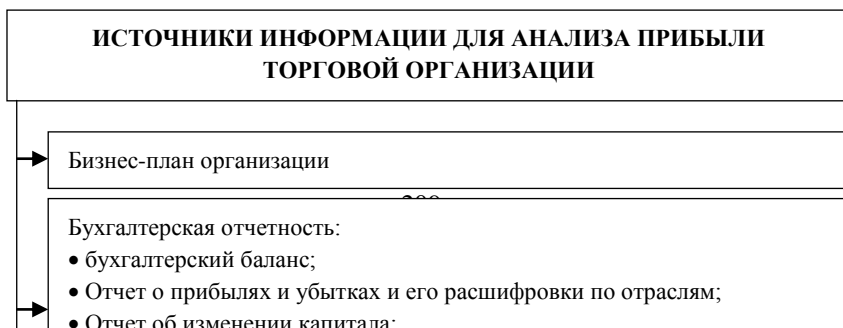 ИСТОЧНИКИ ИНФОРМАЦИИ ДЛЯ АНАЛИЗА ПРИБЫЛИ
ТОРГОВОЙ ОРГАНИЗАЦИИ
Бизнес-план организации
Бухгалтерская отчетность:
• бухгалтерский баланс;
• Отчет о прибылях и убытках и его расшифровки по отраслям;
• Отчет об изменении капитала;